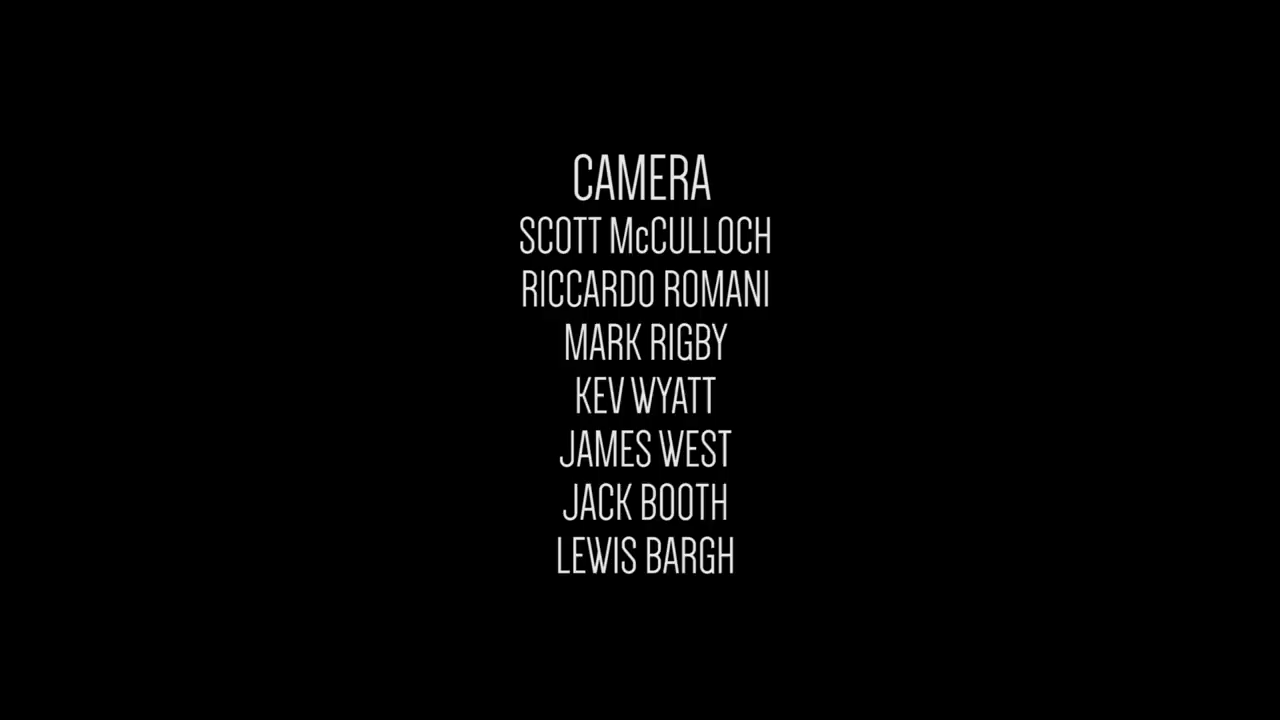 CAMERA
SCOTT McCULLOCH
RICCARDO ROMANI
MARK RIGBY
KEV WYATT
JAMES WEST
JACK BOOTH
LEWIS BARGH